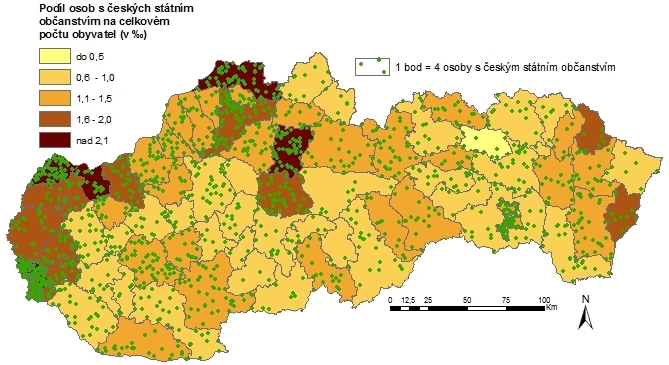 Podíl osob s českých státním
občanstvím na celkovém
počtu obyvatel (v ‰)
do 0,5
0,6 - 1,0
1,1 - 1,5
1,6 - 2,0
nad 2,1
1 bod = 4 osoby s českým státním občanstvím
0 12,5 25 50 75 100
Km
N